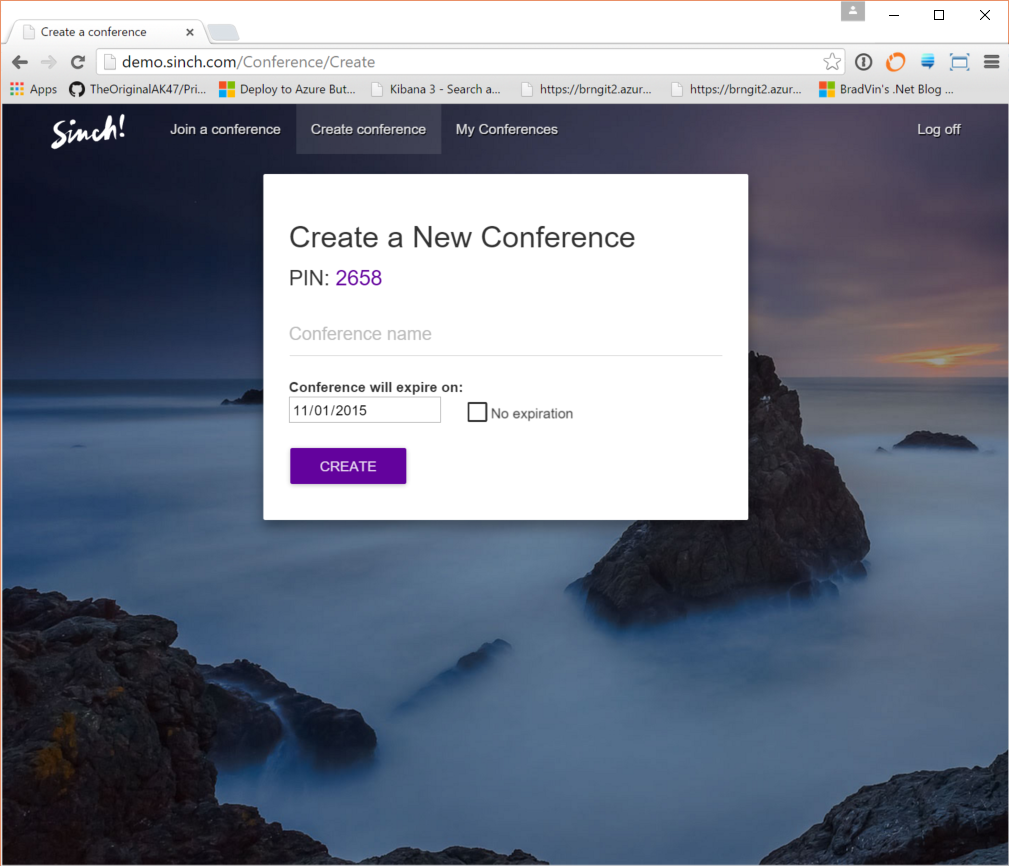 Create a conference
demo.sinch.com/Conference/Create
Apps TheOriginalAK47/Pri... Deploy to Azure But... Kibana 3 - Search a... https://brngit2.azur... https://brngit2.azur... BradVin's .Net Blog ...
Sinch! Join a conference Create conference My Conferences Log off
Create a New Conference
PIN: 2658
Conference name
Conference will expire on:
11/01/2015 No expiration
CREATE